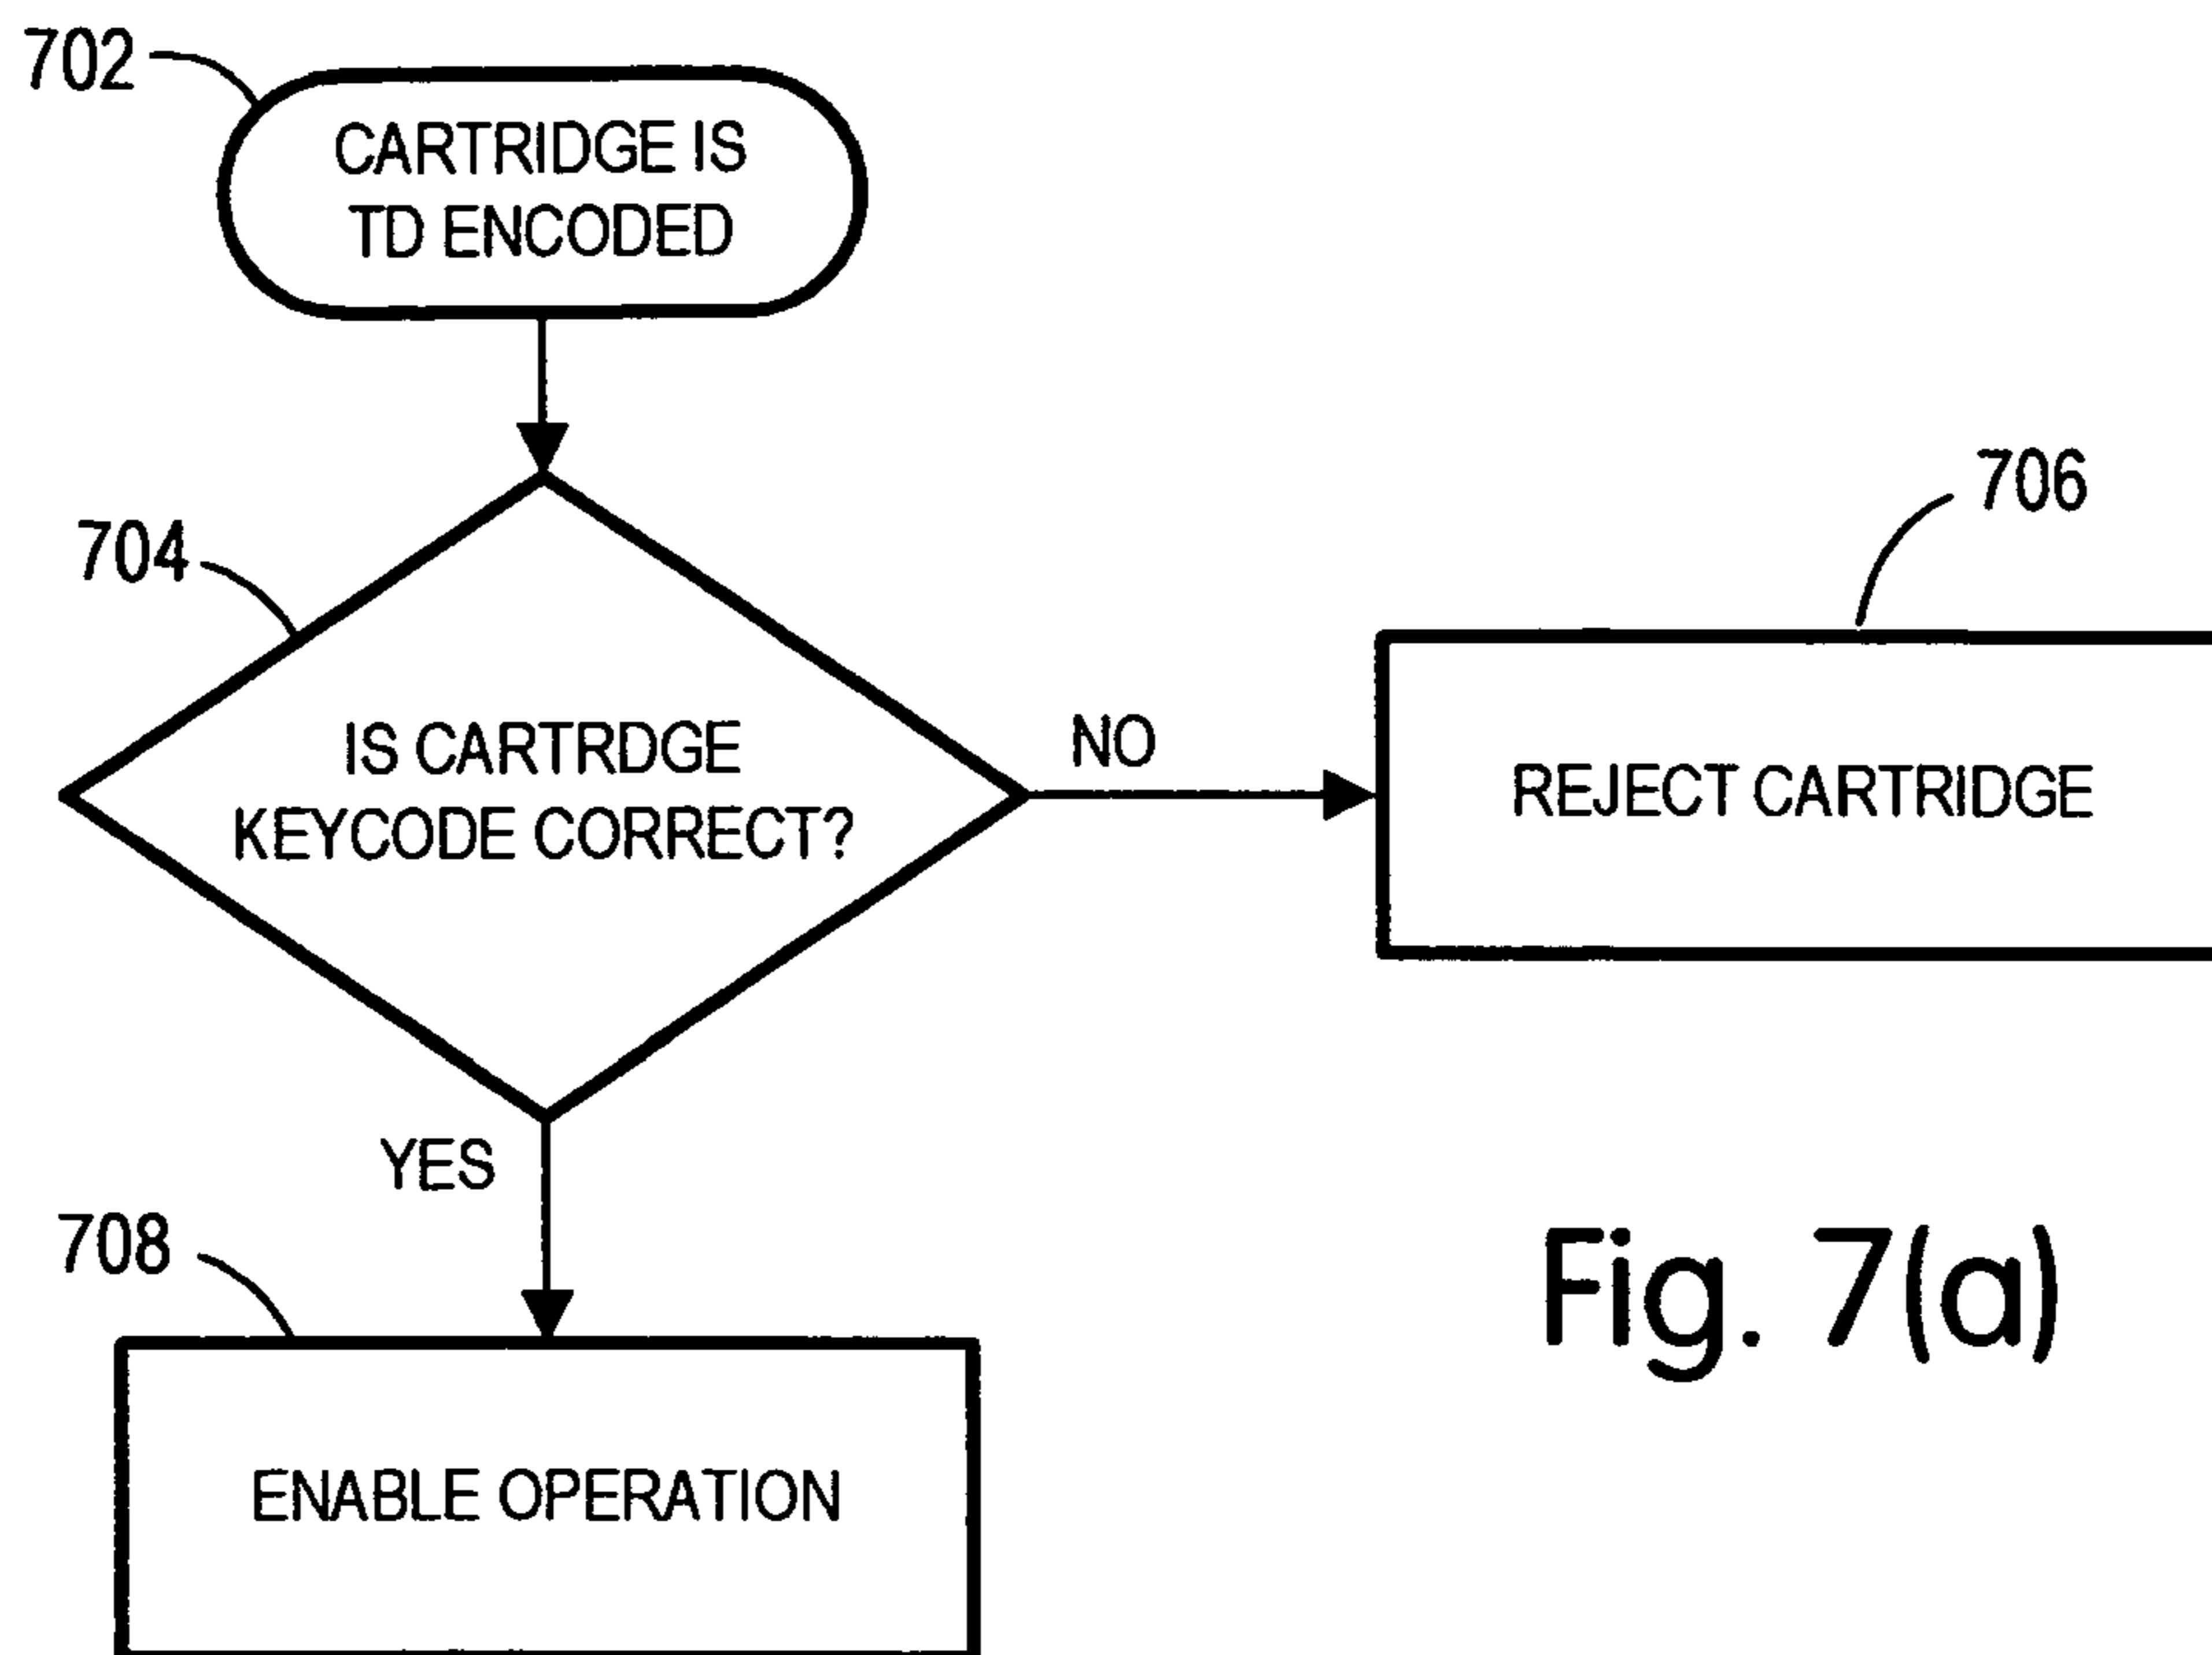 702
CARTRIDGE IS
TD ENCODED
704
706
IS CARTRDGE
KEYCODE CORRECT?
NO
REJECT CARTRIDGE
YES
708
ENABLE OPERATION
Fig. 7(a)